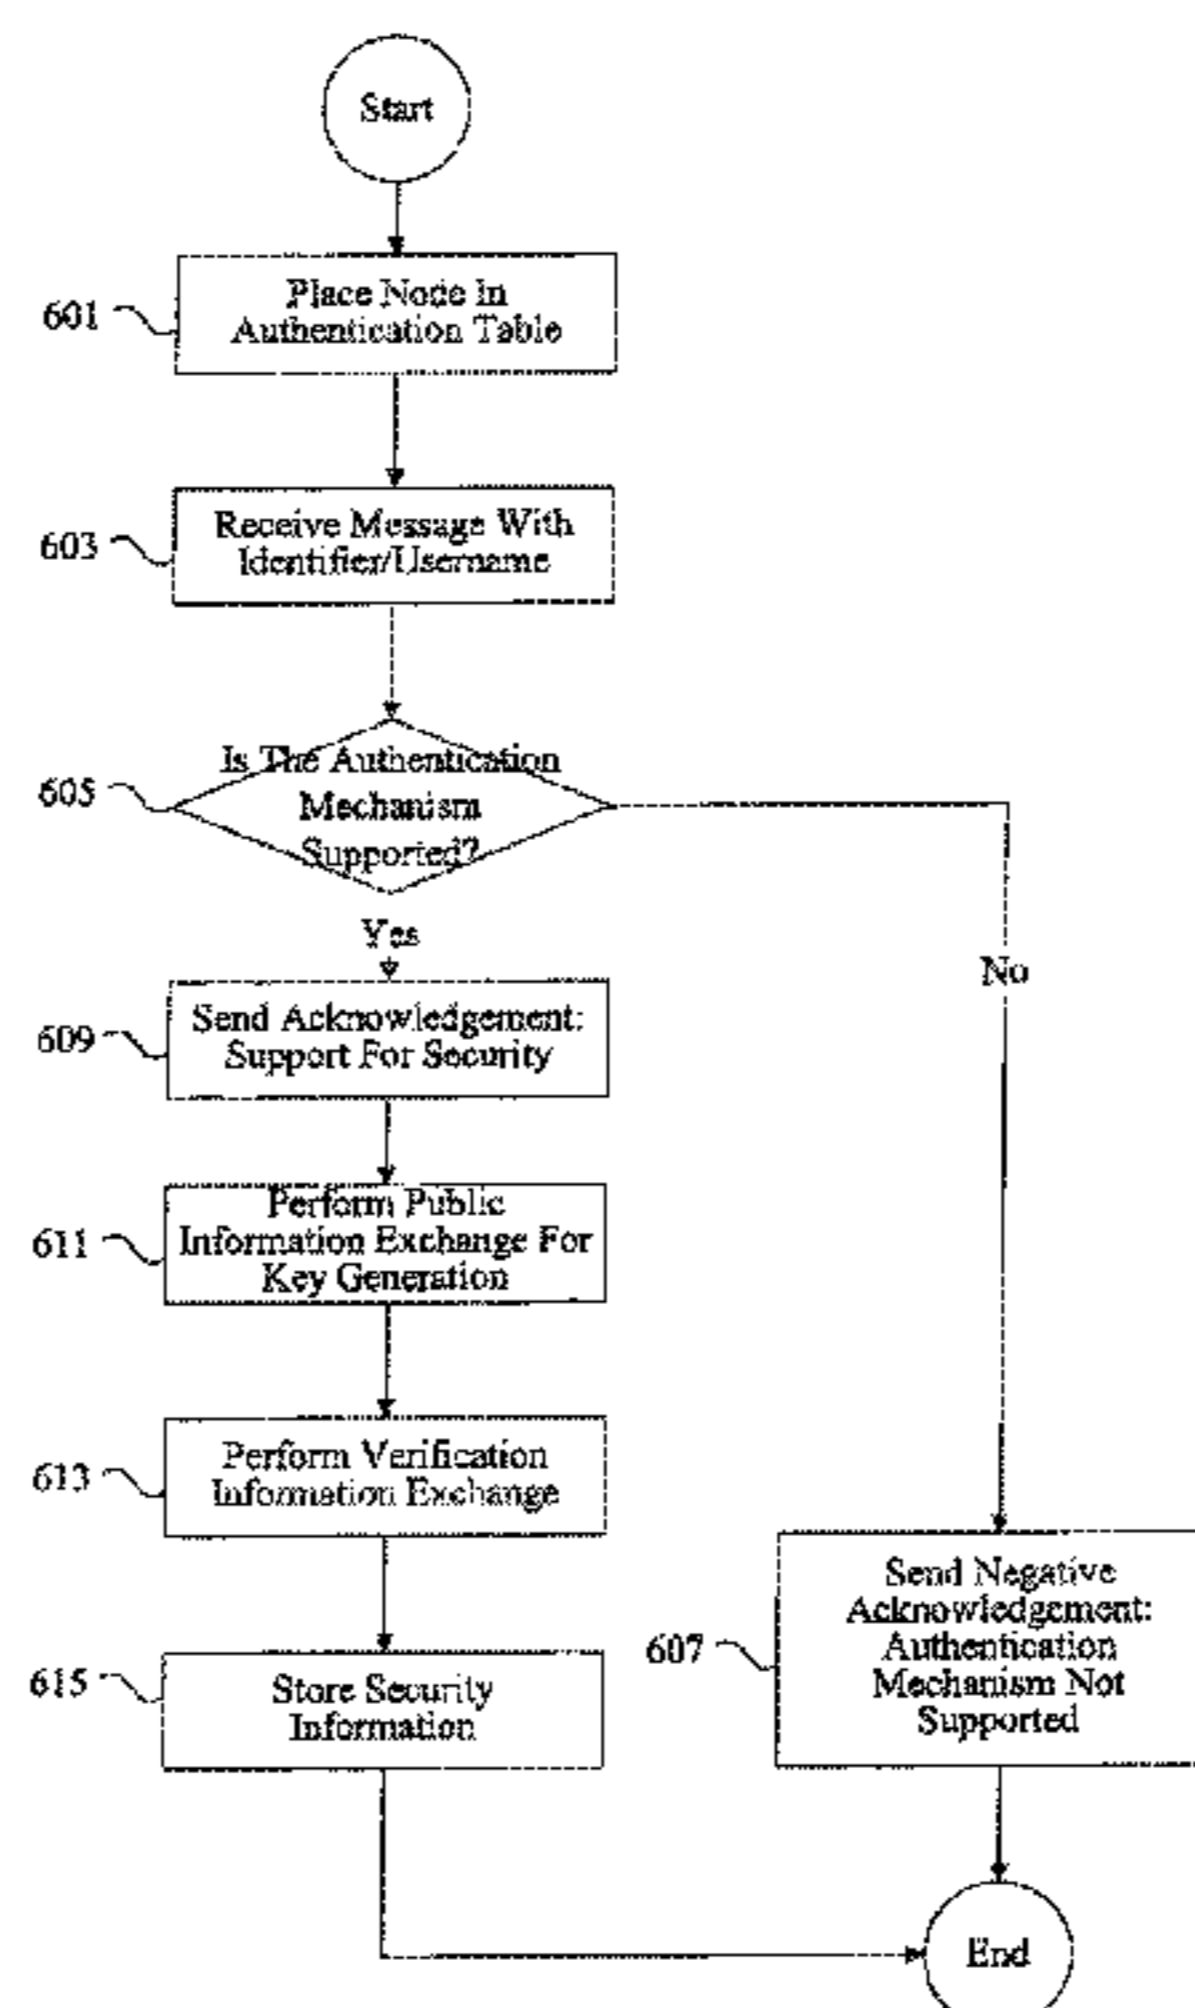 Start
601
Place Node In
Authentication Table
603
Receive Message With
Identifier/Username
605
Is The Authentication
Mechanism
Supported?
Yes
No
609
Send Acknowledgement:
Support For Security
611
Perform Public
Information Exchange For
Key Generation
613
Perform Verification
Information Exchange
615
Store Security
Information
607
Send Negative
Acknowledgement:
Authentication
Mechanism Not
Supported
End